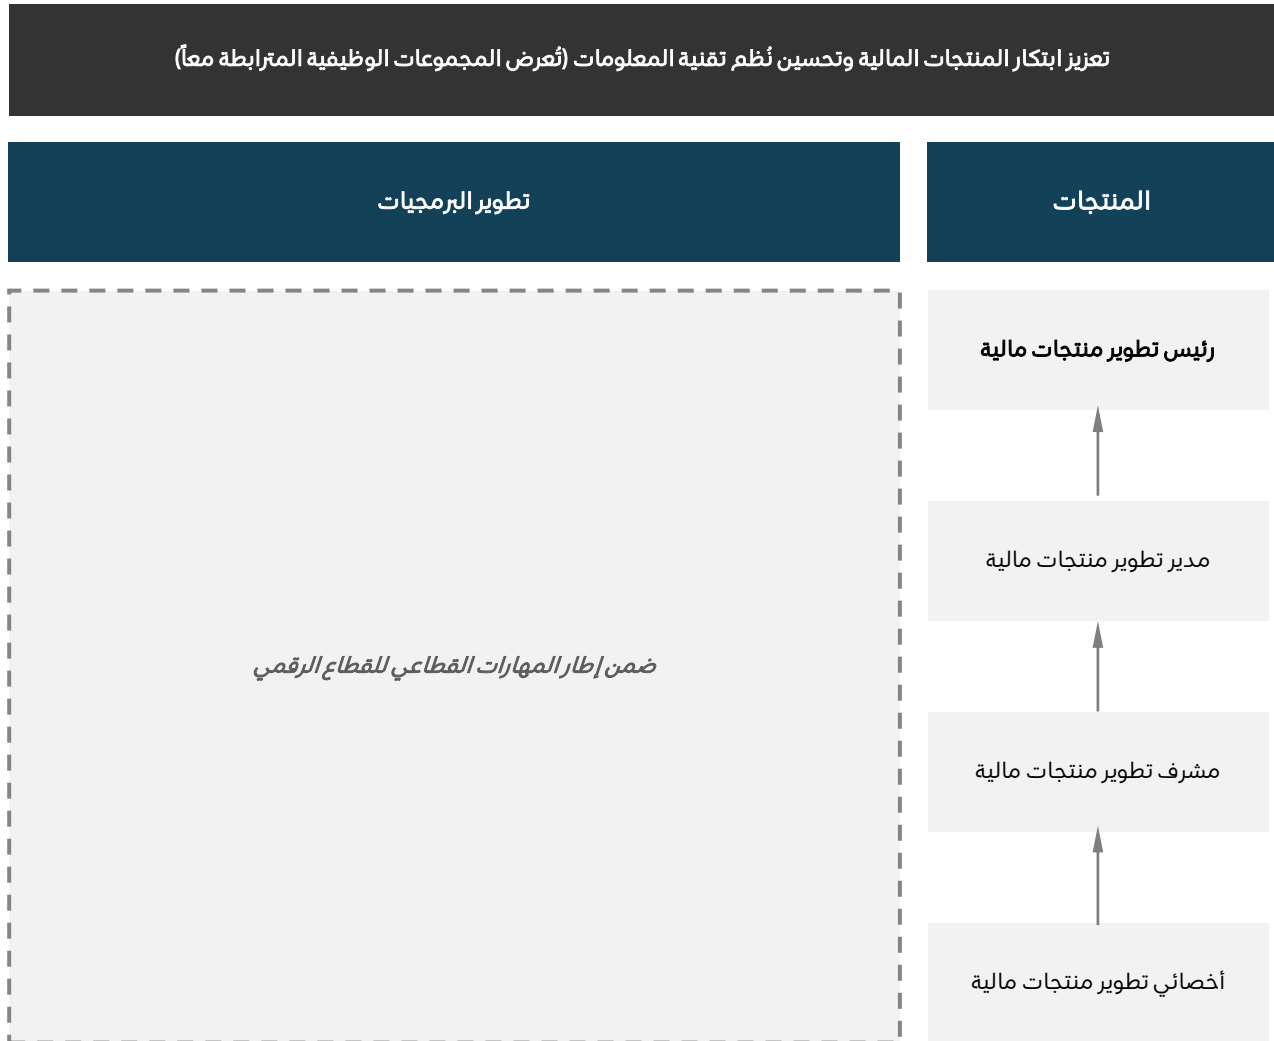 تعزيز ابتكار المنتجات المالية وتحسين نُظم تقنية المعلومات (تُعرض المجموعات الوظيفية المترابطة معاً)
المنتجات
تطوير البرمجيات
رئيس تطوير منتجات مالية
مدير تطوير منتجات مالية
ضمن إطار المهارات القطاعي للقطاع الرقمي
مشرف تطوير منتجات مالية
أخصائي تطوير منتجات مالية